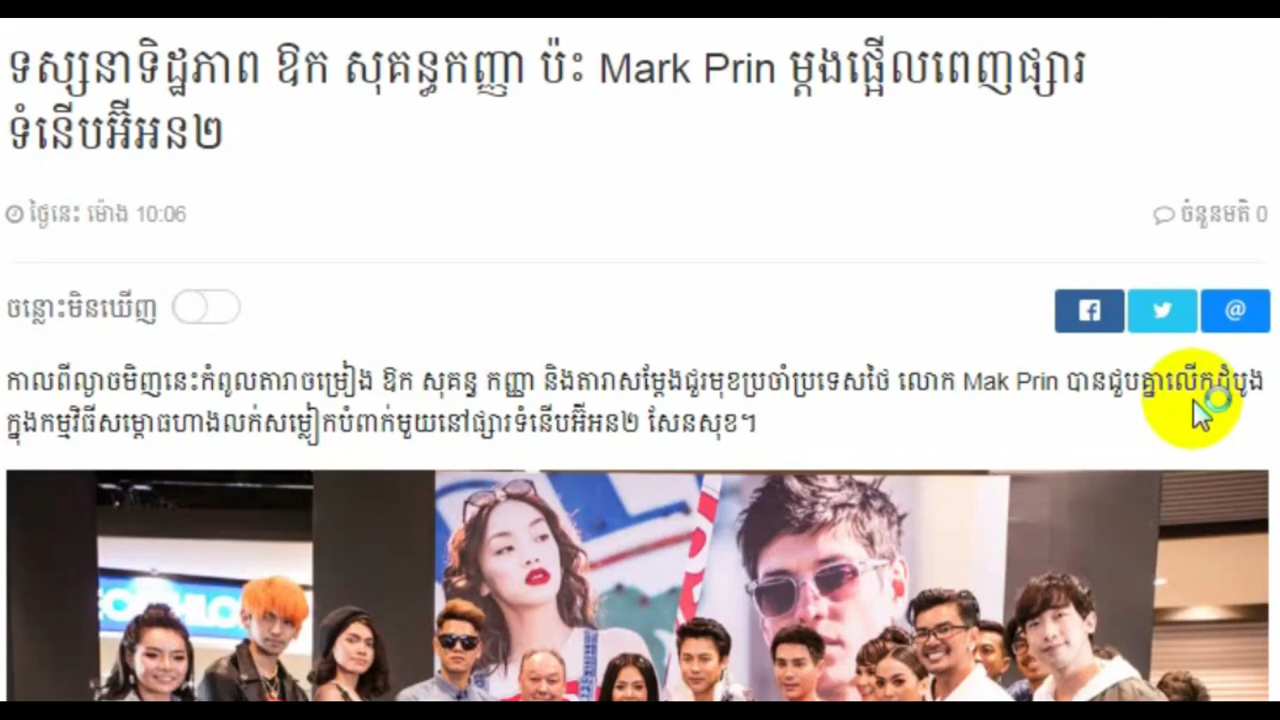 ទស្សនាទិដ្ឋភាព ឱក សុគន្ធកញ្ញា ប៉ះ Mark Prin ម្តងផ្អើលពេញផ្សារ
ទំនើបអ៊ីអន២
ថ្ងៃនេះ ម៉ោង 10:06
ចំនួនមតិ 0
ចន្លោះមិនឃើញ
កាលពីល្ងាចមិញនេះកំពូលតារាចម្រៀង ឱក សុគន្ធ កញ្ញា និងតារាសម្តែងជួរមុខប្រចាំប្រទេសថៃ លោក Mak Prin បានជួបគ្នាលើកដំបូង
ក្នុងកម្មវិធីសម្ពោធហាងលក់សម្លៀកបំពាក់មួយនៅផ្សារទំនើបអ៊ីអន២ សែនសុខ។